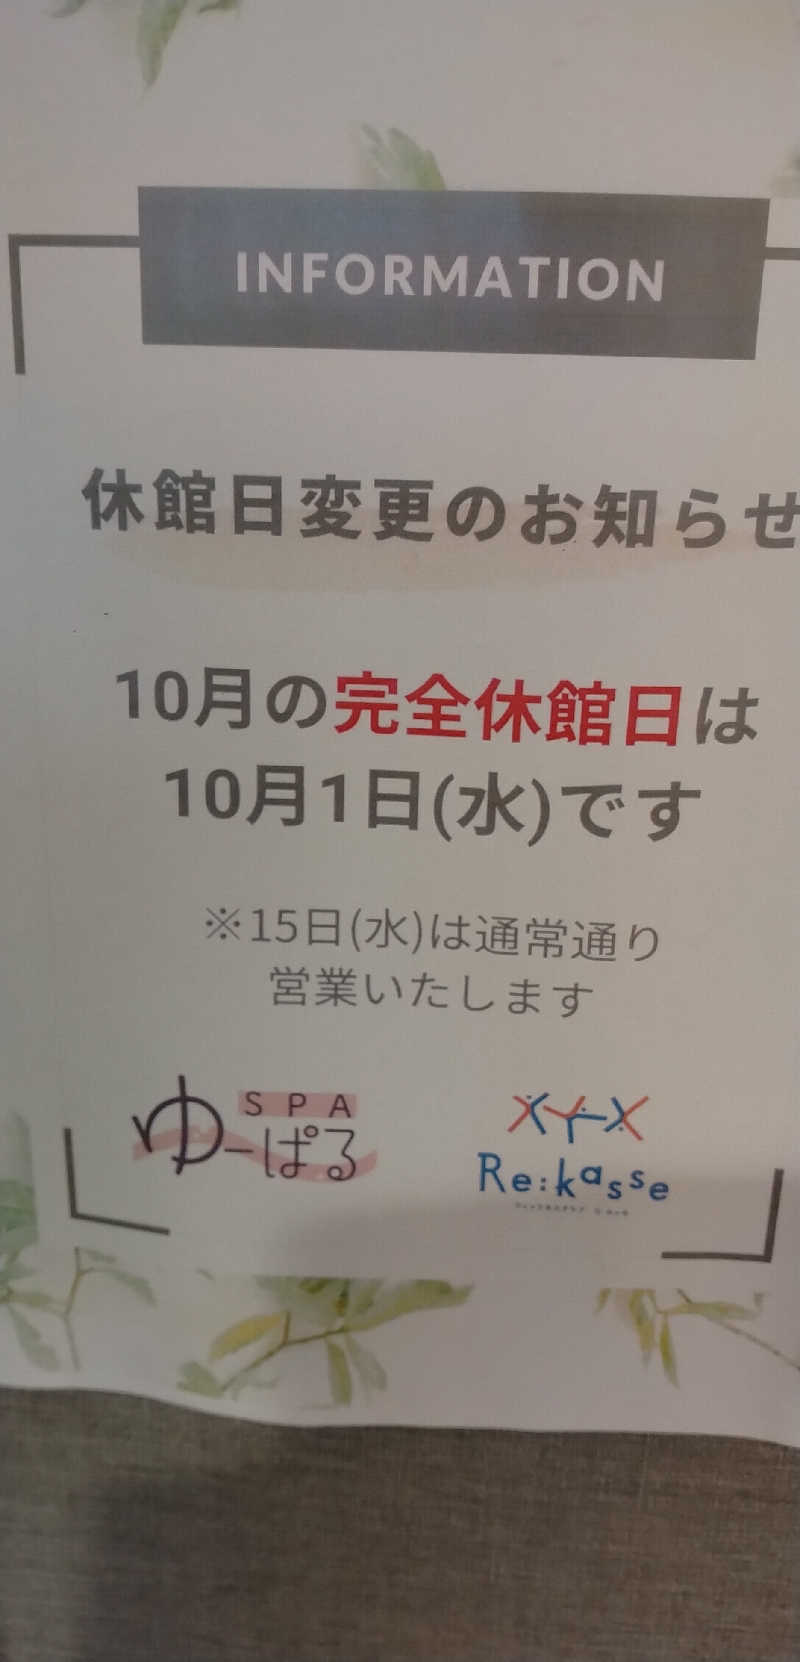 INFORMATION
休館日変更のお知らせ
10月の完全休館日は
10月1日(水)です
※15日(水)は通常通り
営業いたします
SPA
ゆーぱる
Re:kasse